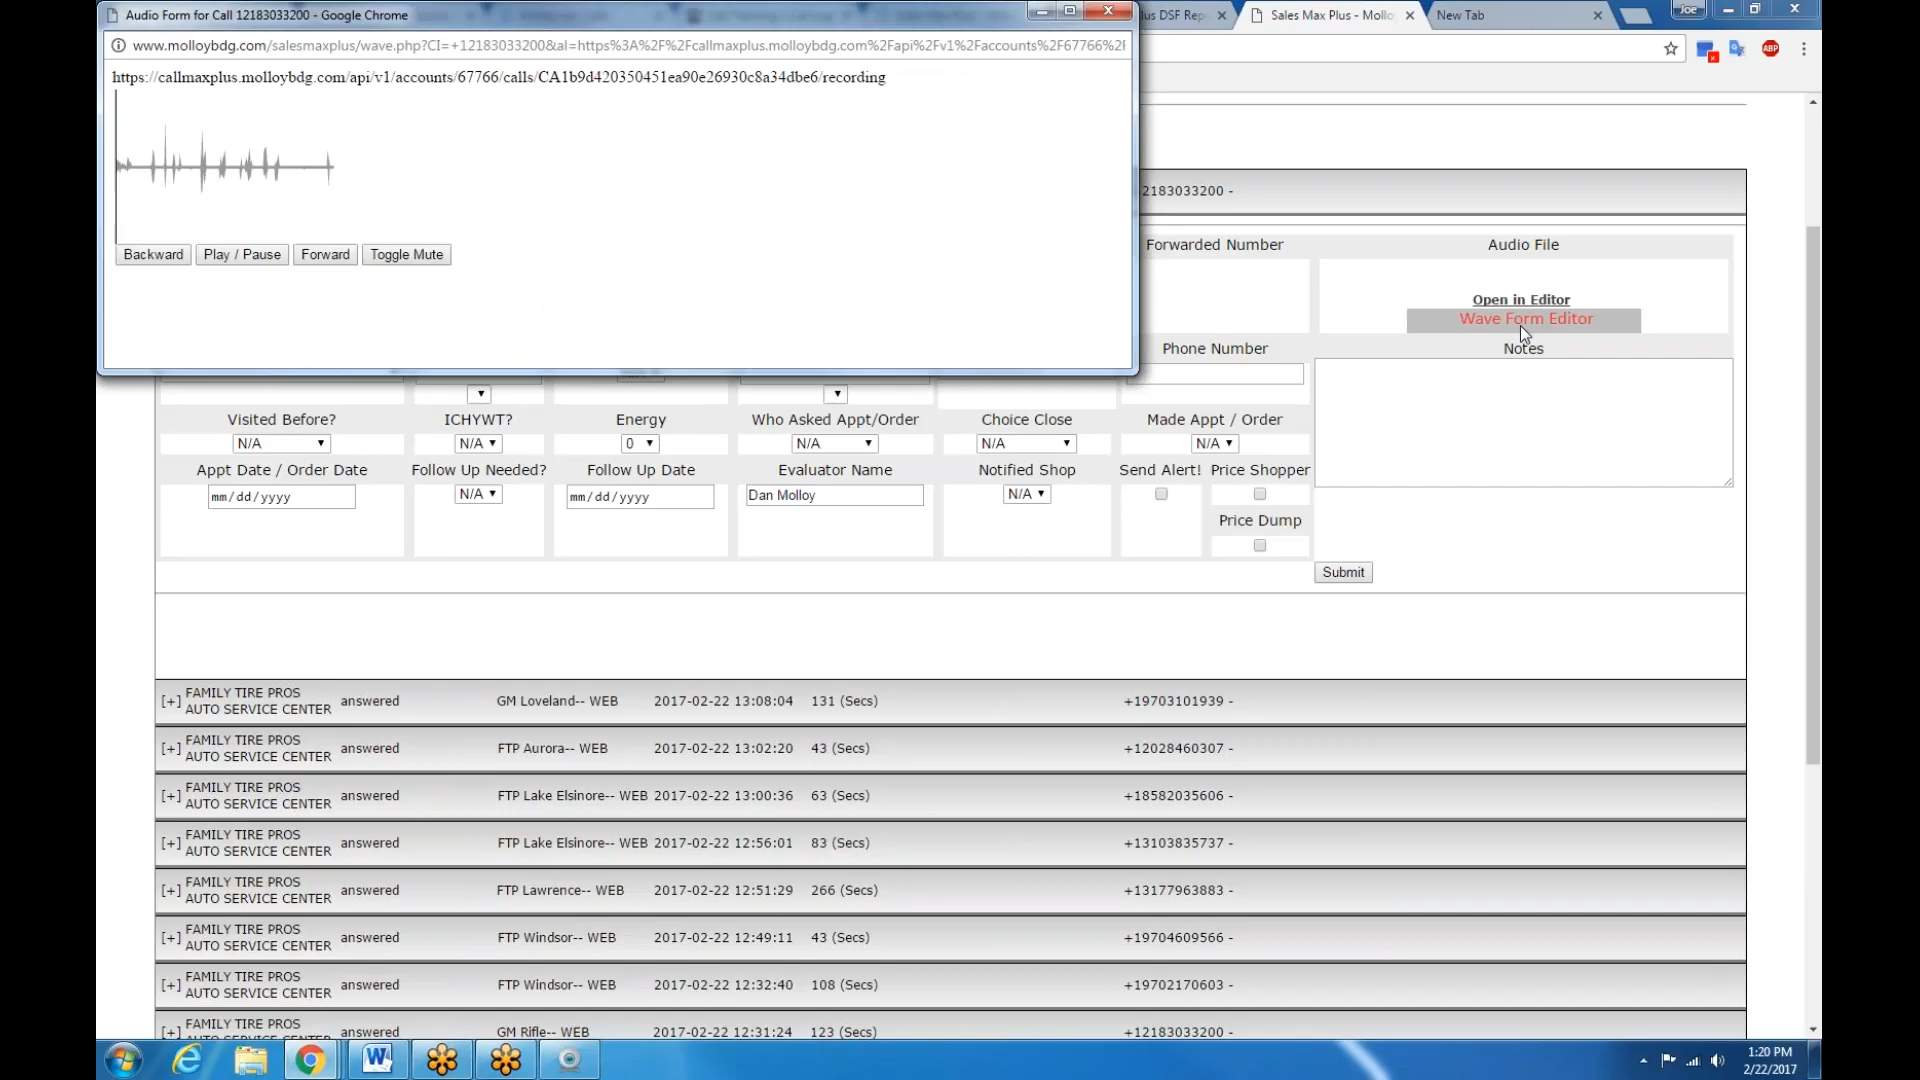 Audio Form for Call 12183033200 - Google Chrome
lus DSF Rep
Sales Max Plus - Mollo
New Tab
Joe
www.molloybdg.com/salesmaxplus/wave.php?CI=+12183033200&al=https%3A%2F%2Fcallmaxplus.molloybdg.com%2Fapi%2Fv1%2Faccounts%2F67766%2F
ABP
https://callmaxplus.molloybdg.com/api/v1/accounts/67766/calls/CA1b9d420350451ea90e26930c8a34dbe6/recording
Backward Play / Pause Forward Toggle Mute
2183033200 -
Forwarded Number Audio File
Open in Editor
Wave Form Editor
Phone Number Notes
Visited Before? ICHYWT? Energy Who Asked Appt/Order Choice Close Made Appt / Order
N/A N/A 0 N/A N/A N/A
Appt Date / Order Date Follow Up Needed? Follow Up Date Evaluator Name Notified Shop Send Alert! Price Shopper
mm/dd/yyyy N/A mm/dd/yyyy Dan Molloy N/A
Price Dump
Submit
[+] FAMILY TIRE PROS AUTO SERVICE CENTER answered GM Loveland-- WEB 2017-02-22 13:08:04 131 (Secs) +19703101939 -
[+] FAMILY TIRE PROS AUTO SERVICE CENTER answered FTP Aurora-- WEB 2017-02-22 13:02:20 43 (Secs) +12028460307 -
[+] FAMILY TIRE PROS AUTO SERVICE CENTER answered FTP Lake Elsinore-- WEB 2017-02-22 13:00:36 63 (Secs) +18582035606 -
[+] FAMILY TIRE PROS AUTO SERVICE CENTER answered FTP Lake Elsinore-- WEB 2017-02-22 12:56:01 83 (Secs) +13103835737 -
[+] FAMILY TIRE PROS AUTO SERVICE CENTER answered FTP Lawrence-- WEB 2017-02-22 12:51:29 266 (Secs) +13177963883 -
[+] FAMILY TIRE PROS AUTO SERVICE CENTER answered FTP Windsor-- WEB 2017-02-22 12:49:11 43 (Secs) +19704609566 -
[+] FAMILY TIRE PROS AUTO SERVICE CENTER answered FTP Windsor-- WEB 2017-02-22 12:32:40 108 (Secs) +19702170603 -
[+] FAMILY TIRE PROS AUTO SERVICE CENTER answered GM Rifle-- WEB 2017-02-22 12:31:24 123 (Secs) +12183033200 -
1:20 PM
2/22/2017